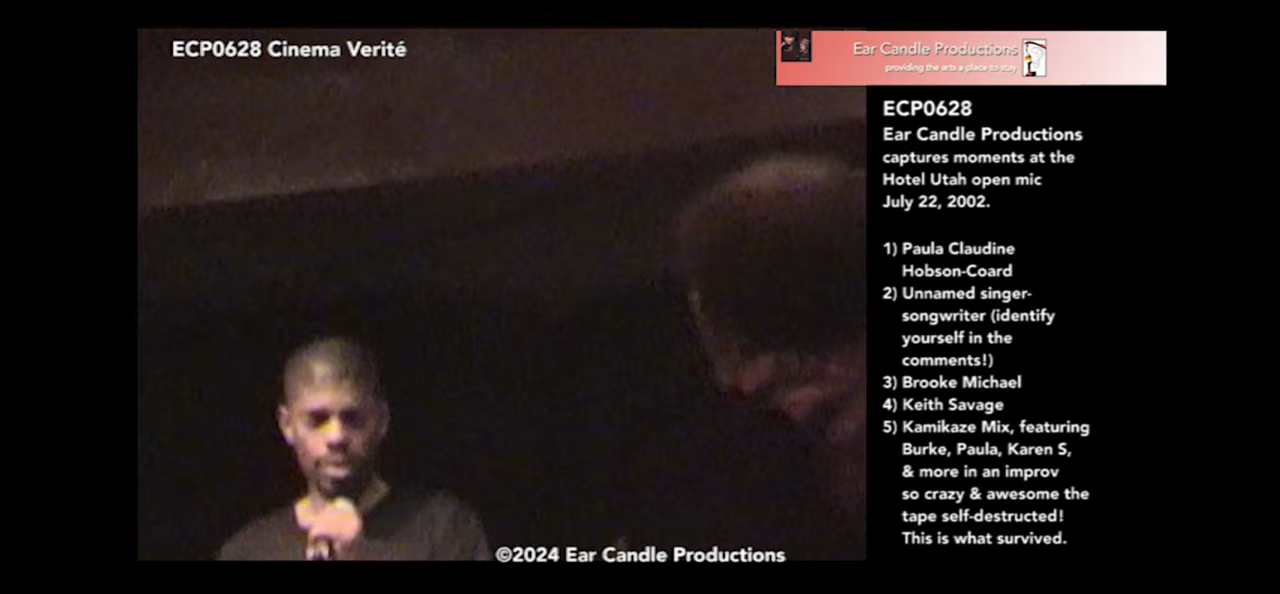 ECP0628 Cinema Verité
Ear Candle Productions
providing the arts a place to stay
ECP0628
Ear Candle Productions
captures moments at the
Hotel Utah open mic
July 22, 2002.
1) Paula Claudine
Hobson-Coard
2) Unnamed singer-
songwriter (identify
yourself in the
comments!)
3) Brooke Michael
4) Keith Savage
5) Kamikaze Mix, featuring
Burke, Paula, Karen S,
& more in an improv
so crazy & awesome the
tape self-destructed!
This is what survived.
©2024 Ear Candle Productions